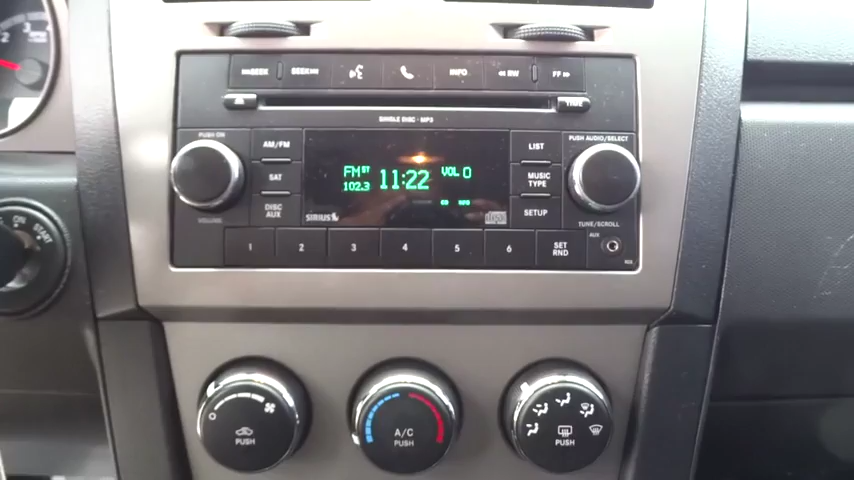 SEEK
SEEK
INFO
RW
FF
TIME
SINGLE DISC · MP3
PUSH ON
AM/FM
SAT
DISC
AUX
VOLUME
FM
102.3
11:22
VOL 0
SIRIUS
LIST
MUSIC
TYPE
SETUP
PUSH AUDIO/SELECT
TUNE/SCROLL
1
2
3
4
5
6
SET
RND
AUX
ON
START
PUSH
A/C
PUSH
PUSH